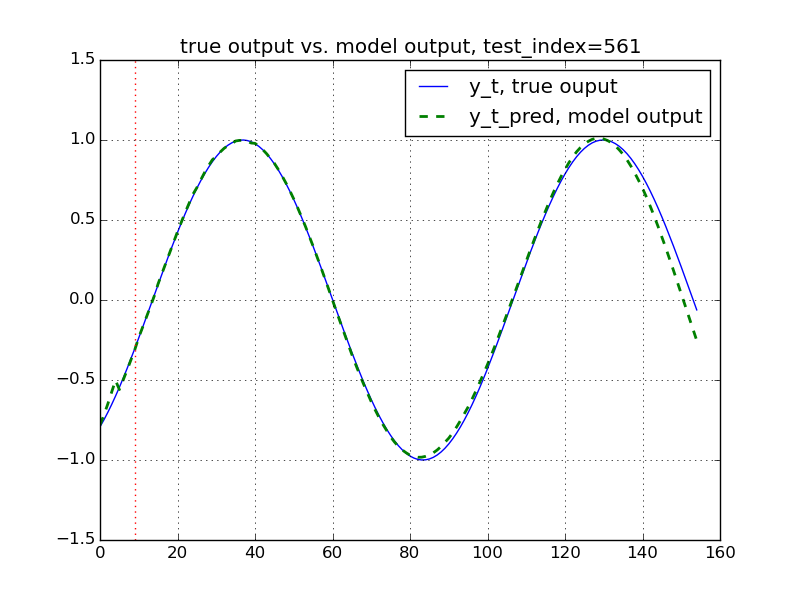 true output vs. model output, test_index=561
y_t, true ouput
y_t_pred, model output
1.5
1.0
0.5
0.0
−0.5
−1.0
−1.5
0 20 40 60 80 100 120 140 160